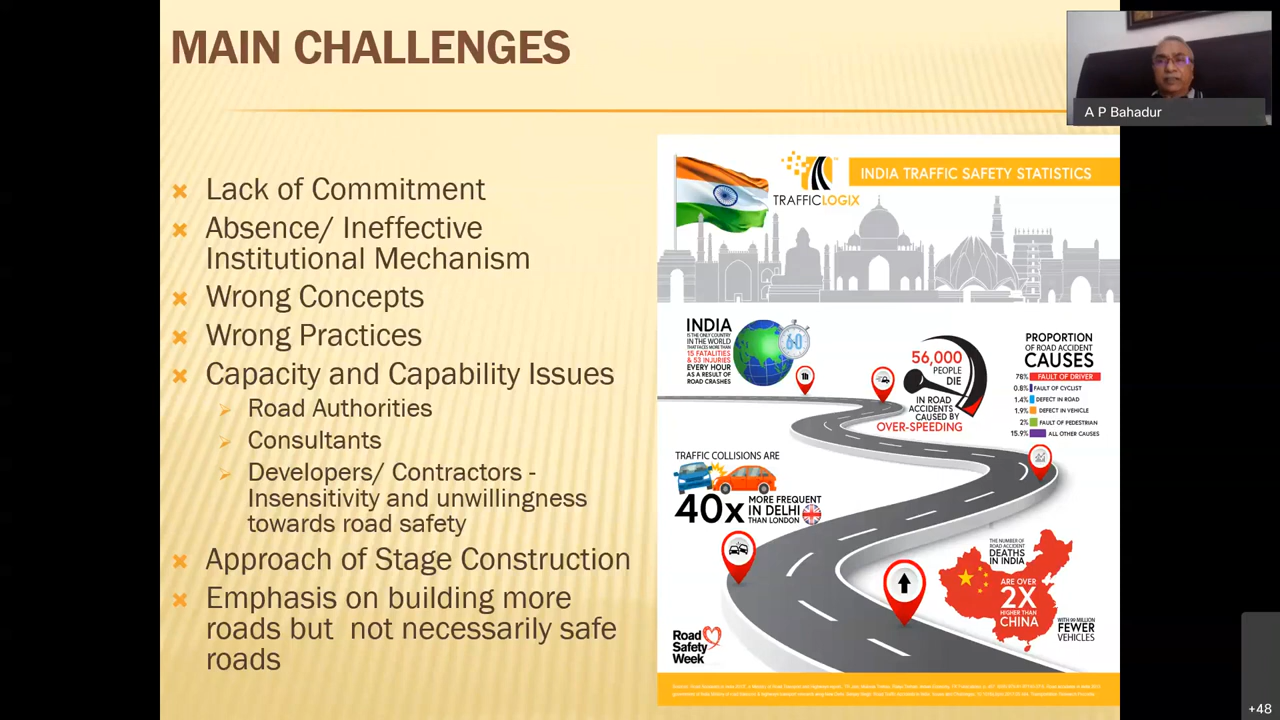 MAIN CHALLENGES
A P Bahadur
Lack of Commitment
Absence/ Ineffective
Institutional Mechanism
Wrong Concepts
Wrong Practices
Capacity and Capability Issues
Road Authorities
Consultants
Developers/ Contractors -
Insensitivity and unwillingness
towards road safety
Approach of Stage Construction
Emphasis on building more
roads but not necessarily safe
roads
TRAFFICLOGIX
INDIA TRAFFIC SAFETY STATISTICS
INDIA
IS THE ONLY COUNTRY
IN THE WORLD
THAT FACES MORE THAN
15 FATALITIES
& 53 INJURIES
EVERY HOUR
AS A RESULT OF
ROAD CRASHES
60
1h
56,000
PEOPLE
DIE
IN ROAD
ACCIDENTS
CAUSED BY
OVER-SPEEDING
PROPORTION
OF ROAD ACCIDENT
CAUSES
78% FAULT OF DRIVER
0.8% FAULT OF CYCLIST
1.4% DEFECT IN ROAD
1.9% DEFECT IN VEHICLE
2% FAULT OF PEDESTRIAN
15.9% ALL OTHER CAUSES
TRAFFIC COLLISIONS ARE
40x MORE FREQUENT
IN DELHI
THAN LONDON
THE NUMBER OF
ROAD ACCIDENT
DEATHS
IN INDIA
ARE OVER
2X
HIGHER THAN
CHINA
WITH 99 MILLION
FEWER
VEHICLES
Road
Safety
Week
+48